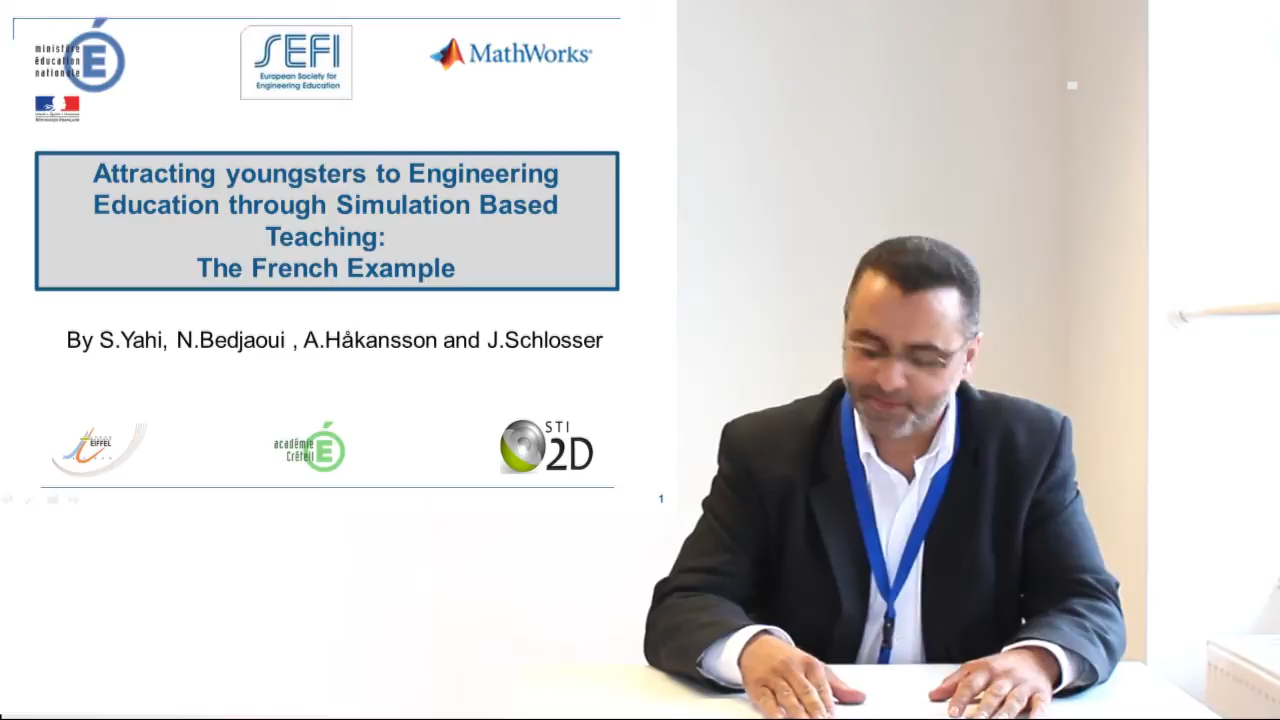 ministère
éducation
nationale
SEFI
European Society for
Engineering Education
MathWorks
Attracting youngsters to Engineering
Education through Simulation Based
Teaching:
The French Example
By S.Yahi, N.Bedjaoui , A.Håkansson and J.Schlosser
EIFFEL
académie
Créteil
STI
2D
1